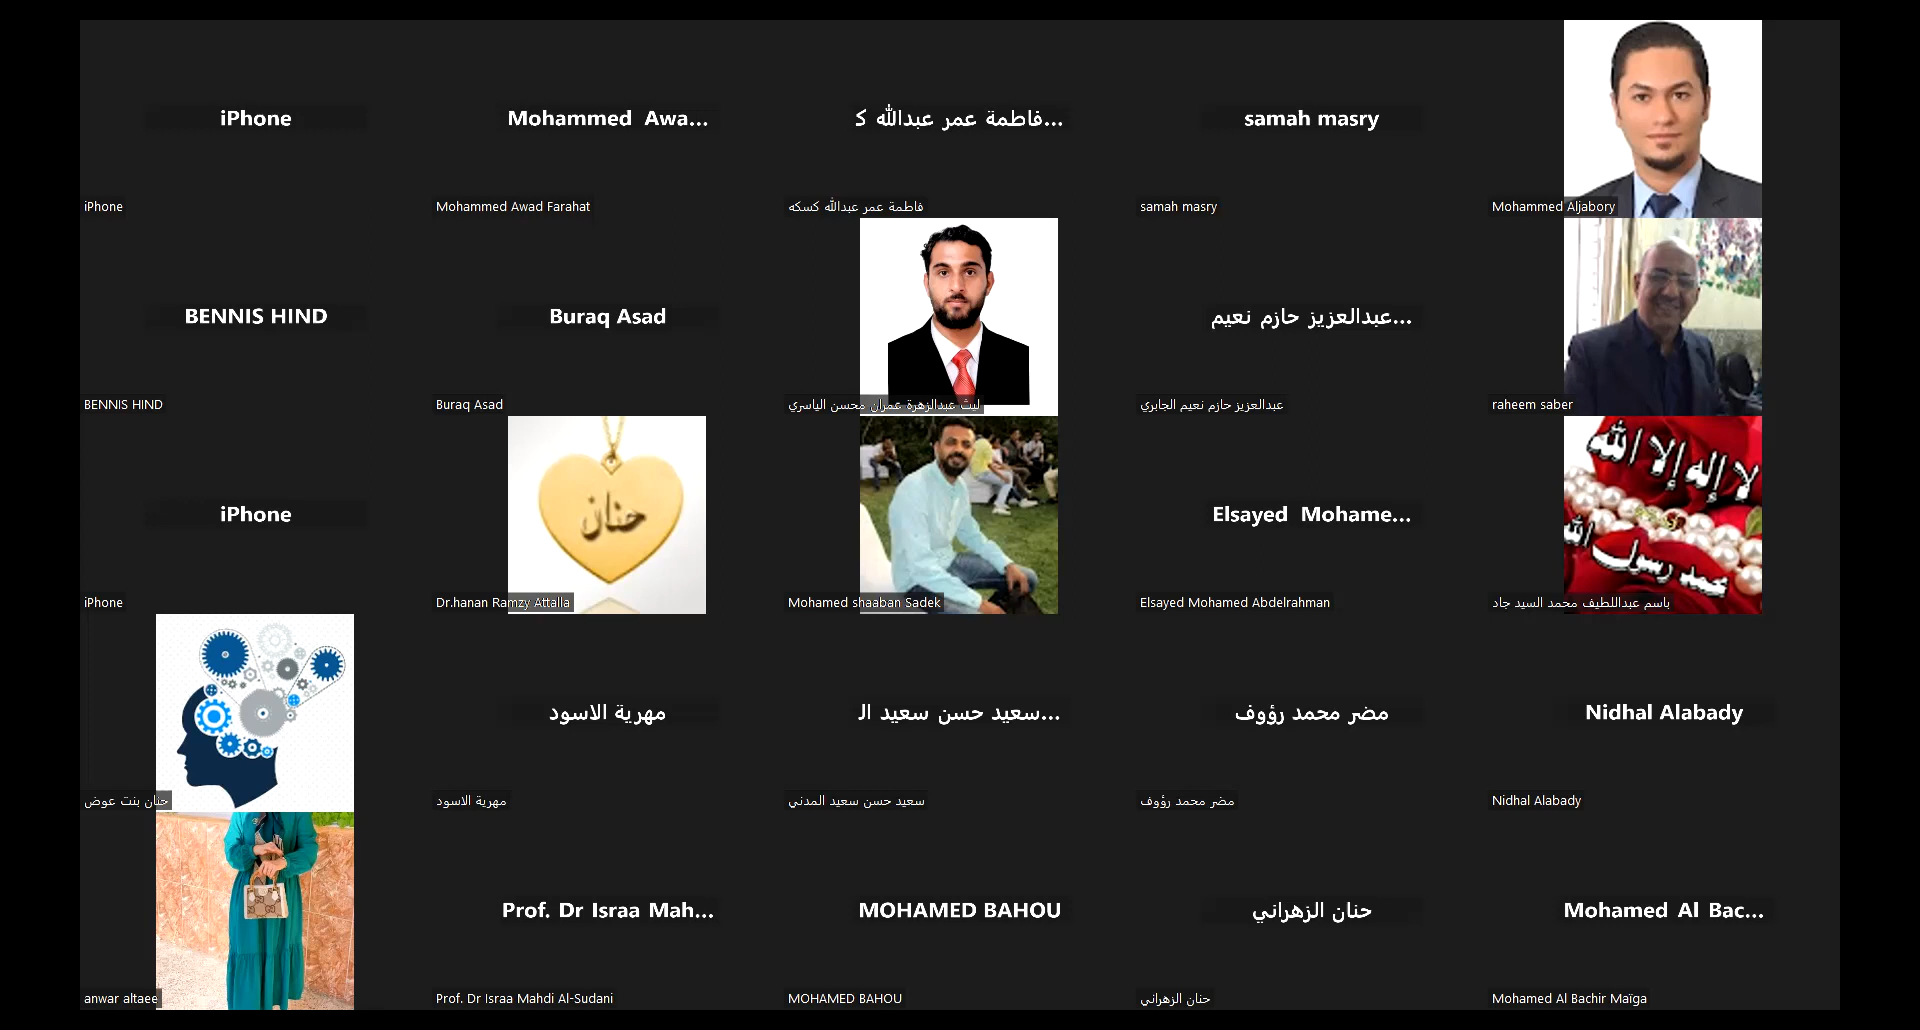 iPhone
Mohammed Awa...
فاطمة عمر عبدالله ك...
samah masry
iPhone
Mohammed Awad Farahat
فاطمة عمر عبدالله كسكه
samah masry
Mohammed Aljabory
BENNIS HIND
Buraq Asad
عبدالعزيز حازم نعيم...
BENNIS HIND
Buraq Asad
ليث عبدالزهرة عمران محسن الياسري
عبدالعزيز حازم نعيم الجابري
raheem saber
iPhone
حنان
Elsayed Mohame...
لا إله إلا الله
محمد رسول الله
iPhone
Dr.hanan Ramzy Attalla
Mohamed shaaban Sadek
Elsayed Mohamed Abdelrahman
باسم عبداللطيف محمد السيد جاد
مهرية الاسود
سعيد حسن سعيد ال...
مضر محمد رؤوف
Nidhal Alabady
حنان بنت عوض
مهرية الاسود
سعيد حسن سعيد المدني
مضر محمد رؤوف
Nidhal Alabady
Prof. Dr Israa Mah...
MOHAMED BAHOU
حنان الزهراني
Mohamed Al Bac...
anwar altaee
Prof. Dr Israa Mahdi Al-Sudani
MOHAMED BAHOU
حنان الزهراني
Mohamed Al Bachir Maïga